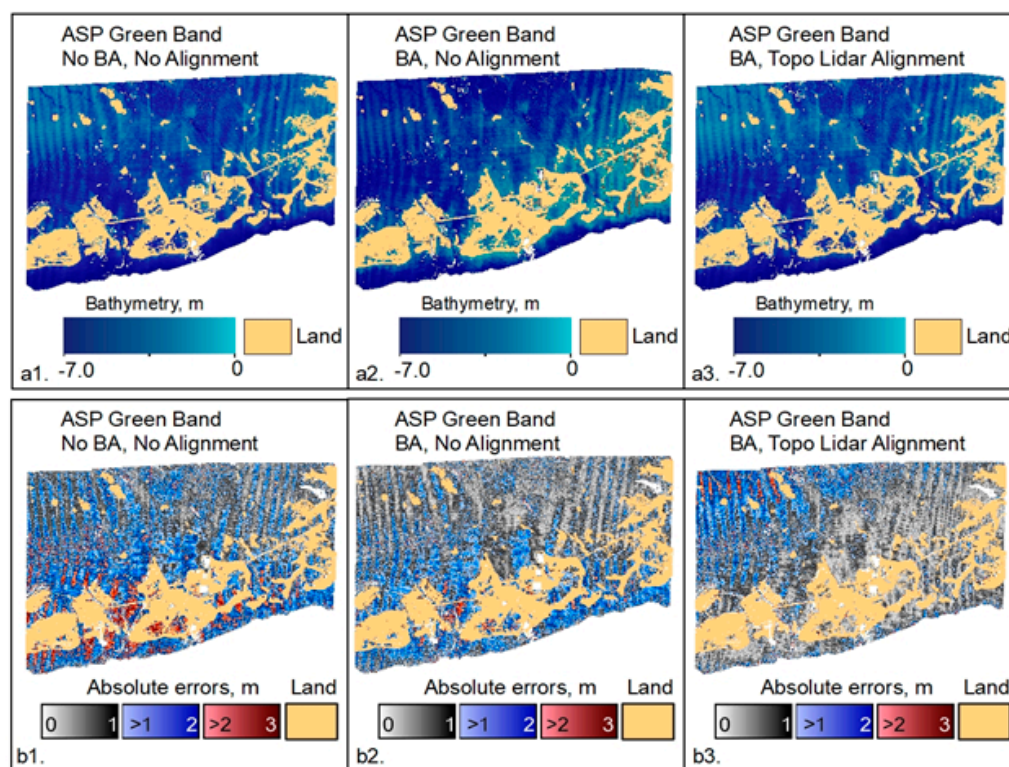 ASP Green Band
No BA, No Alignment
Bathymetry, m
Land
-7.0 0
a1.
ASP Green Band
BA, No Alignment
Bathymetry, m
Land
-7.0 0
a2.
ASP Green Band
BA, Topo Lidar Alignment
Bathymetry, m
Land
-7.0 0
a3.
ASP Green Band
No BA, No Alignment
Absolute errors, m Land
0 1 >1 2 >2 3
b1.
ASP Green Band
BA, No Alignment
Absolute errors, m Land
0 1 >1 2 >2 3
b2.
ASP Green Band
BA, Topo Lidar Alignment
Absolute errors, m Land
0 1 >1 2 >2 3
b3.